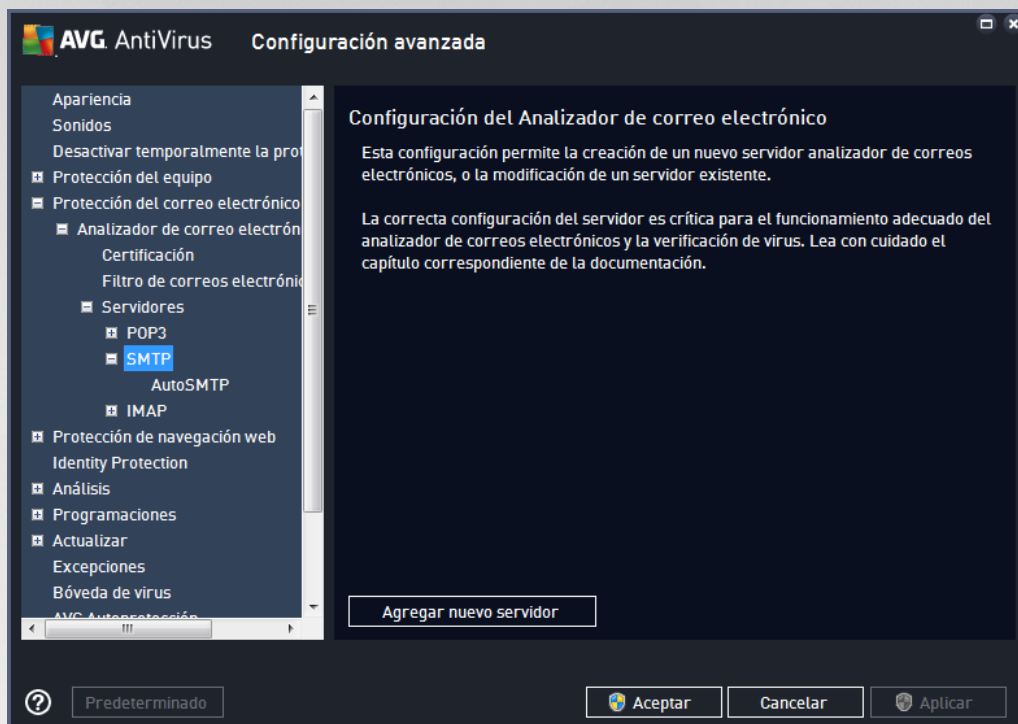 AVG. AntiVirus Configuración avanzada
Apariencia
Sonidos
Desactivar temporalmente la prot
Protección del equipo
Protección del correo electrónico
Analizador de correo electrón
Certificación
Filtro de correos electrónic
Servidores
POP3
SMTP
AutoSMTP
IMAP
Protección de navegación web
Identity Protection
Análisis
Programaciones
Actualizar
Excepciones
Bóveda de virus
AVG Autoprotección
Configuración del Analizador de correo electrónico
Esta configuración permite la creación de un nuevo servidor analizador de correos
electrónicos, o la modificación de un servidor existente.
La correcta configuración del servidor es crítica para el funcionamiento adecuado del
analizador de correos electrónicos y la verificación de virus. Lea con cuidado el
capítulo correspondiente de la documentación.
Agregar nuevo servidor
Predeterminado
Aceptar
Cancelar
Aplicar